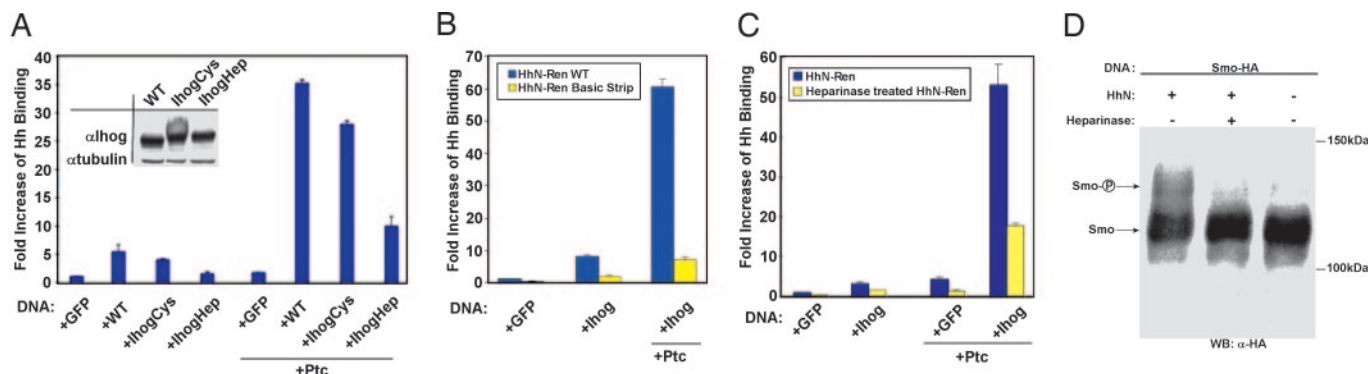 A
Fold Increase of Hh Binding
40
35
30
25
20
15
10
5
0
WT
IhogCys
IhogHep
αIhog
αtubulin
DNA: +GFP +WT +IhogCys +IhogHep +GFP +WT +IhogCys +IhogHep
+Ptc
B
Fold Increase of Hh Binding
70
60
50
40
30
20
10
0
HhN-Ren WT
HhN-Ren Basic Strip
DNA: +GFP +Ihog +Ihog
+Ptc
C
Fold Increase of Hh Binding
60
50
40
30
20
10
0
HhN-Ren
Heparinase treated HhN-Ren
DNA: +GFP +Ihog +GFP +Ihog
+Ptc
D
DNA: Smo-HA
HhN: + + -
Heparinase: - + -
150kDa
Smo-Ⓟ
Smo
100kDa
WB: α-HA